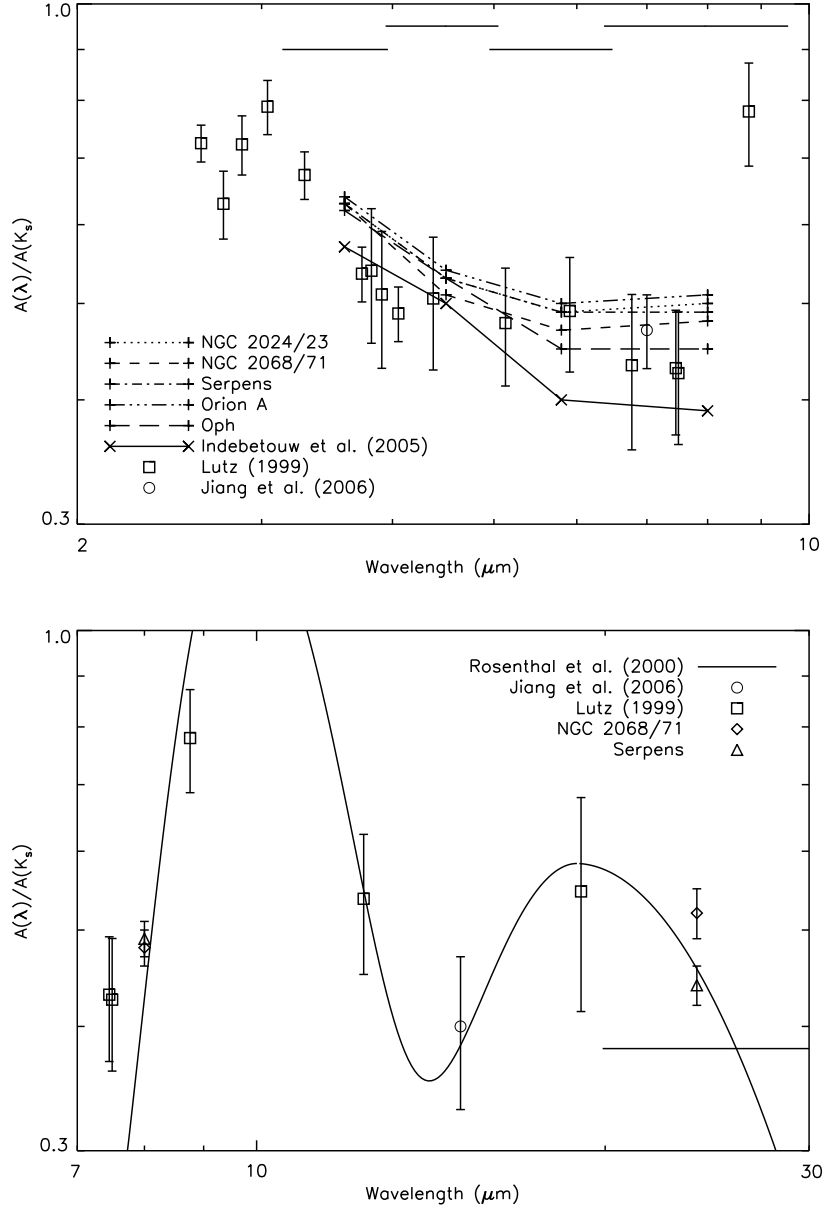 1.0
A(λ)/A(Ks)
NGC 2024/23
NGC 2068/71
Serpens
Orion A
Oph
Indebetouw et al. (2005)
Lutz (1999)
Jiang et al. (2006)
0.3
2
10
Wavelength (μm)
1.0
Rosenthal et al. (2000)
Jiang et al. (2006)
Lutz (1999)
NGC 2068/71
Serpens
A(λ)/A(Ks)
0.3
7
10
30
Wavelength (μm)